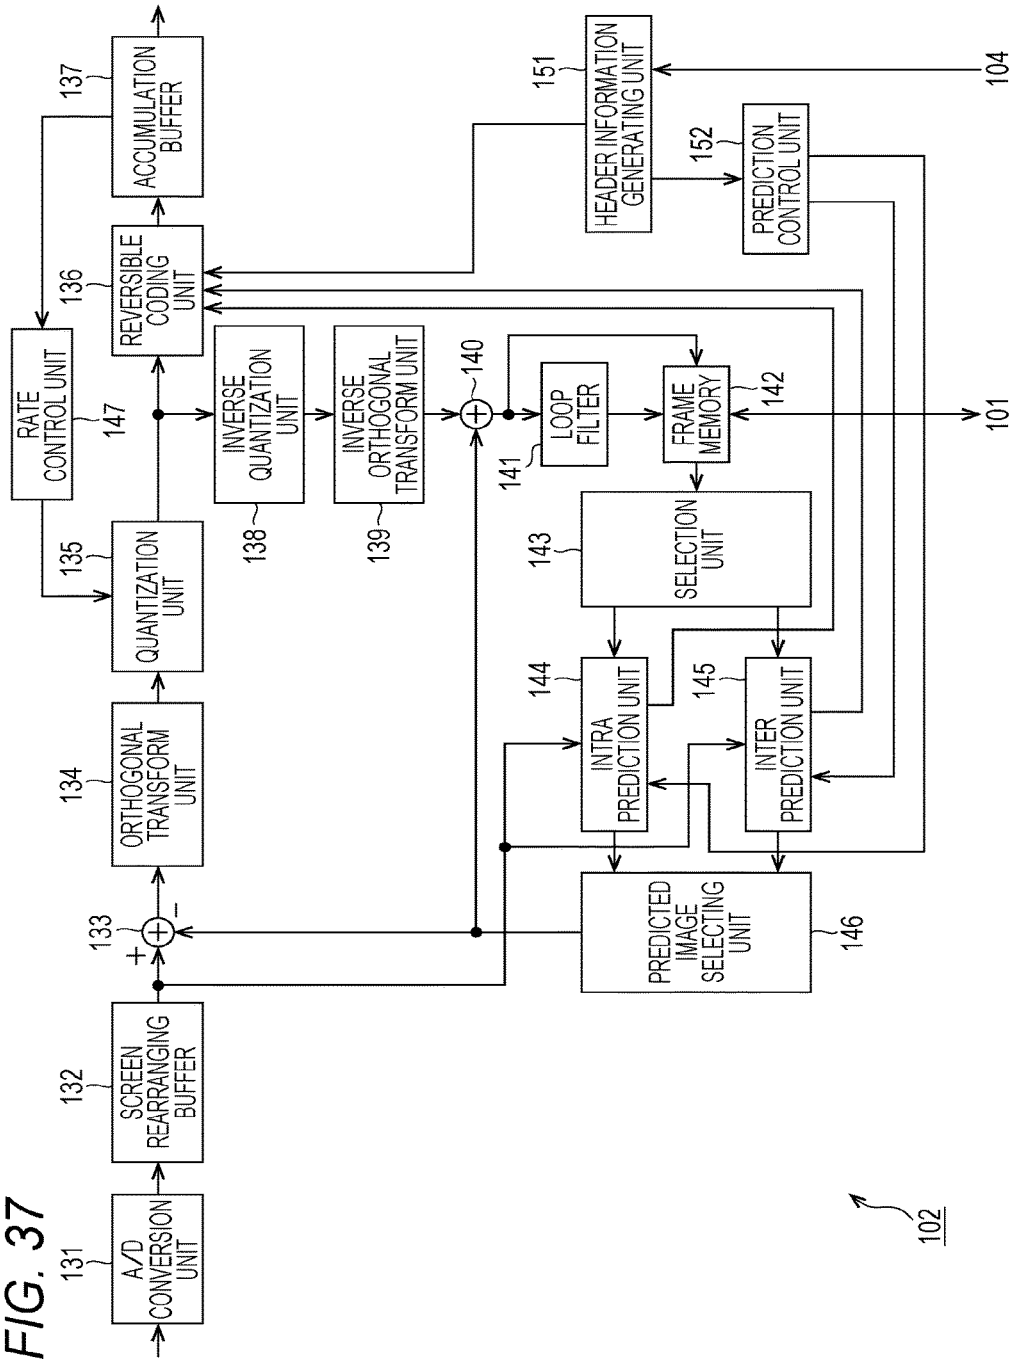 FIG. 37
131
A/D
CONVERSION
UNIT
132
SCREEN
REARRANGING
BUFFER
133
+
−
134
ORTHOGONAL
TRANSFORM
UNIT
135
QUANTIZATION
UNIT
RATE
CONTROL UNIT
147
136
REVERSIBLE
CODING
UNIT
137
ACCUMULATION
BUFFER
INVERSE
QUANTIZATION
UNIT
138
INVERSE
ORTHOGONAL
TRANSFORM UNIT
139
140
LOOP
FILTER
141
FRAME
MEMORY
142
101
143
SELECTION
UNIT
144
INTRA
PREDICTION UNIT
145
INTER
PREDICTION UNIT
PREDICTED
IMAGE
SELECTING
UNIT
146
151
HEADER INFORMATION
GENERATING UNIT
152
PREDICTION
CONTROL UNIT
104
102